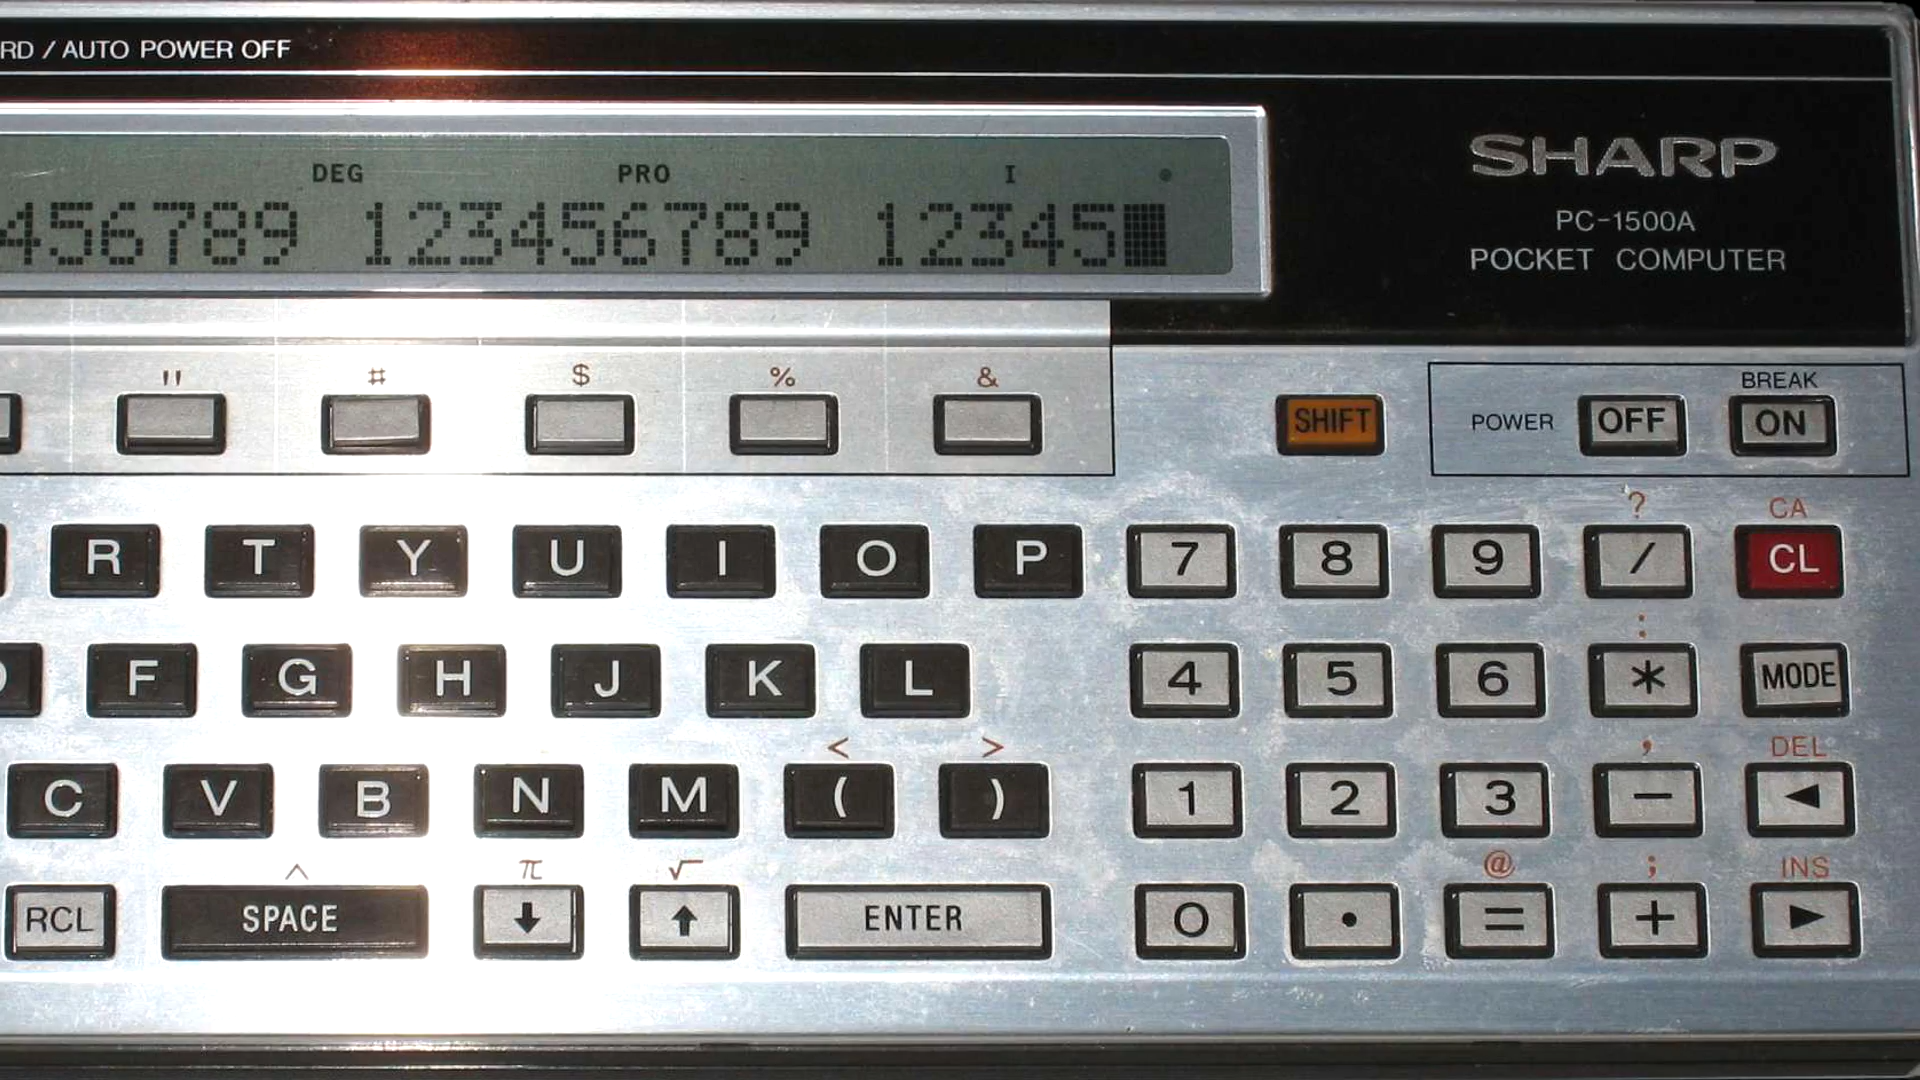 RD / AUTO POWER OFF
SHARP
PC-1500A
POCKET COMPUTER
DEG PRO I
456789 123456789 12345
" # $ % &
BREAK
SHIFT POWER OFF ON
? CA
R T Y U I O P 7 8 9 / CL
:
F G H J K L 4 5 6 * MODE
< > , DEL
C V B N M ( ) 1 2 3 − ◄
^ π √ @ ; INS
RCL SPACE ↓ ↑ ENTER 0 • = + ►